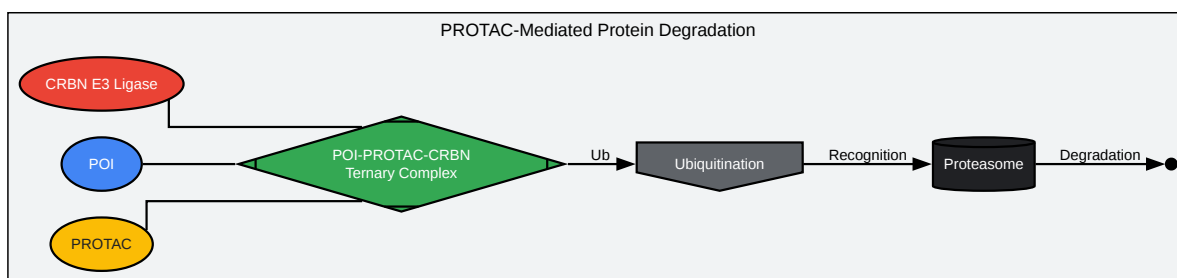 PROTAC-Mediated Protein Degradation
CRBN E3 Ligase
POI
PROTAC
POI-PROTAC-CRBN
Ternary Complex
Ub
Ubiquitination
Recognition
Proteasome
Degradation